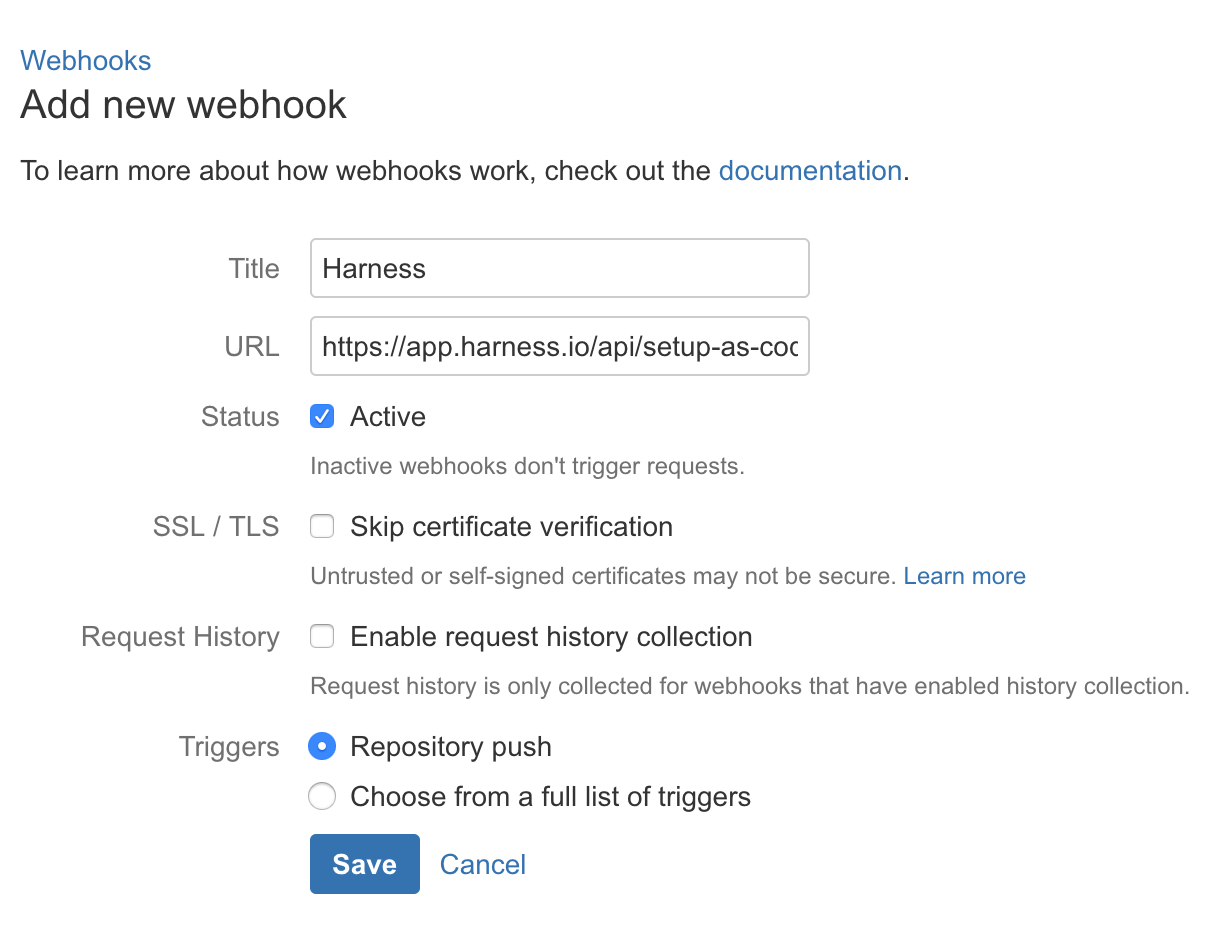 Webhooks
Add new webhook
To learn more about how webhooks work, check out the documentation.
Title Harness
URL https://app.harness.io/api/setup-as-coc
Status Active
Inactive webhooks don't trigger requests.
SSL / TLS Skip certificate verification
Untrusted or self-signed certificates may not be secure. Learn more
Request History Enable request history collection
Request history is only collected for webhooks that have enabled history collection.
Triggers Repository push
Choose from a full list of triggers
Save Cancel